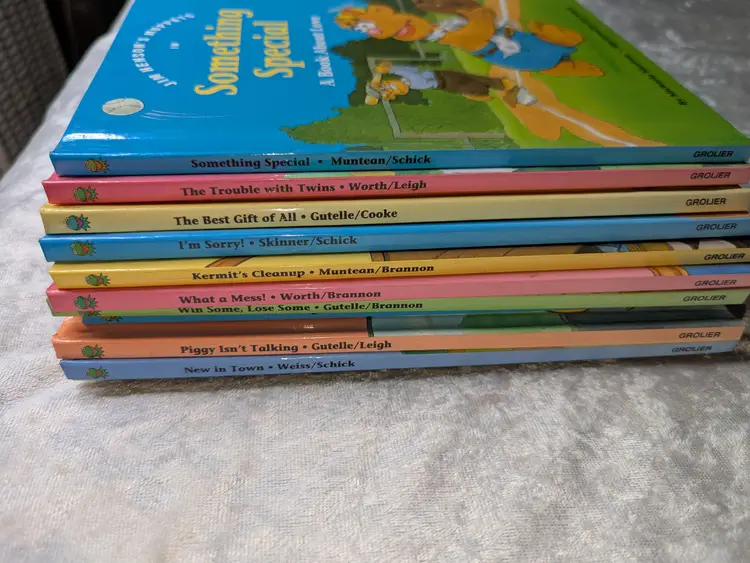 JIM HENSON'S MUPPETS
IN
Something
Special
A Book About Love
Something Special • Muntean/Schick GROLIER
The Trouble with Twins • Worth/Leigh GROLIER
The Best Gift of All • Gutelle/Cooke GROLIER
I'm Sorry! • Skinner/Schick GROLIER
Kermit's Cleanup • Muntean/Brannon GROLIER
What a Mess! • Worth/Brannon GROLIER
Win Some, Lose Some • Gutelle/Brannon GROLIER
Piggy Isn't Talking • Gutelle/Leigh GROLIER
New in Town • Weiss/Schick GROLIER